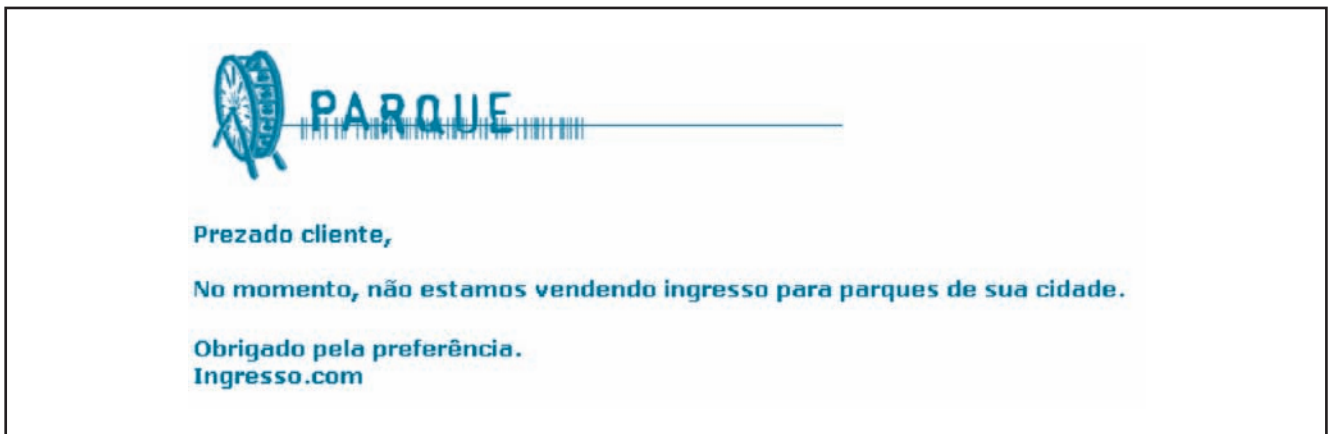 PARQUE
Prezado cliente,
No momento, não estamos vendendo ingresso para parques de sua cidade.
Obrigado pela preferência.
Ingresso.com